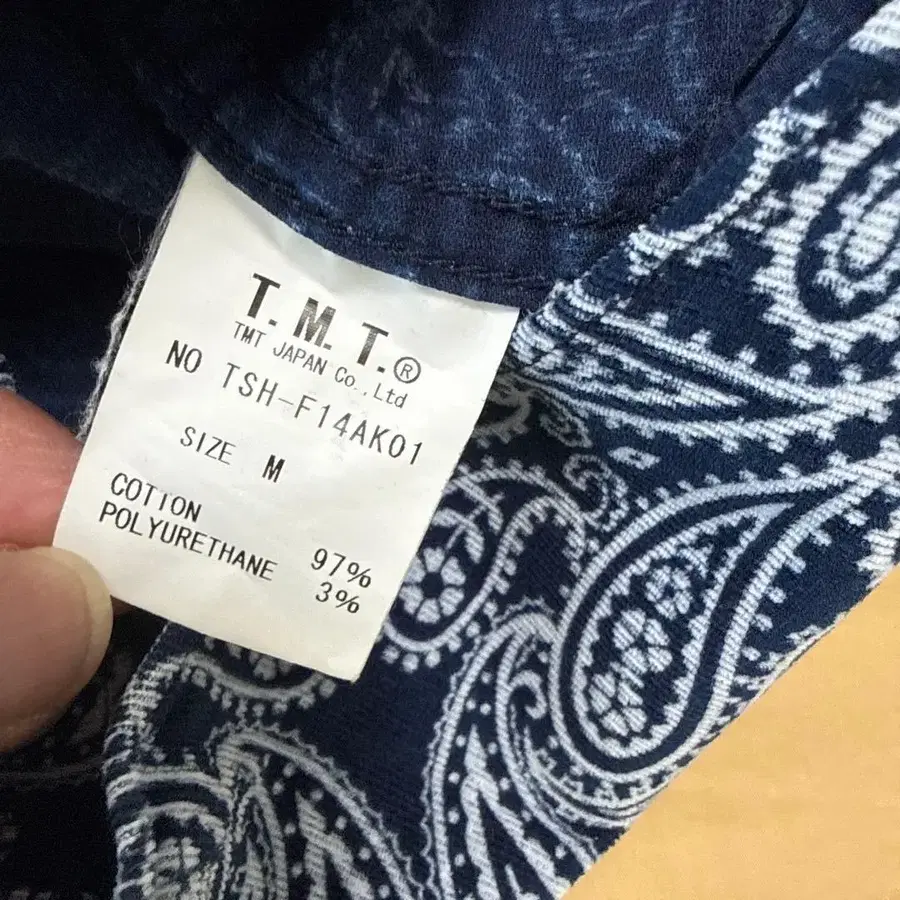 T. M. T.®
TMT JAPAN Co.,Ltd
NO TSH-F14AK01
SIZE M
COTTON 97%
POLYURETHANE 3%